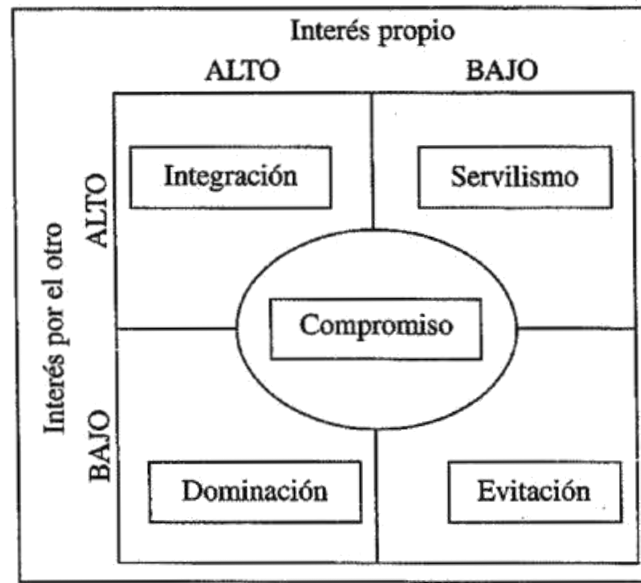 Interés propio
ALTO BAJO
Integración Servilismo
ALTO
Compromiso
Interés por el otro
BAJO
Dominación Evitación